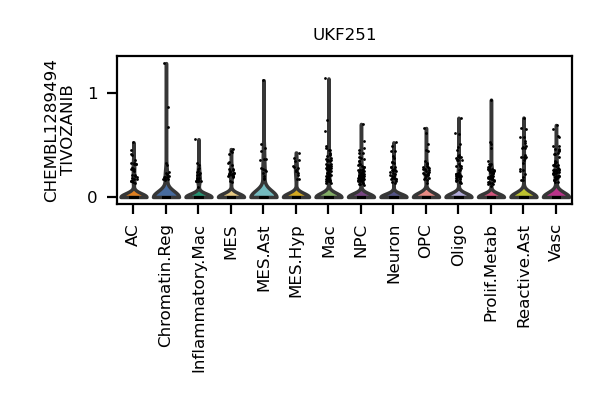 UKF251
CHEMBL1289494
TIVOZANIB
1
0
AC
Chromatin.Reg
Inflammatory.Mac
MES
MES.Ast
MES.Hyp
Mac
NPC
Neuron
OPC
Oligo
Prolif.Metab
Reactive.Ast
Vasc